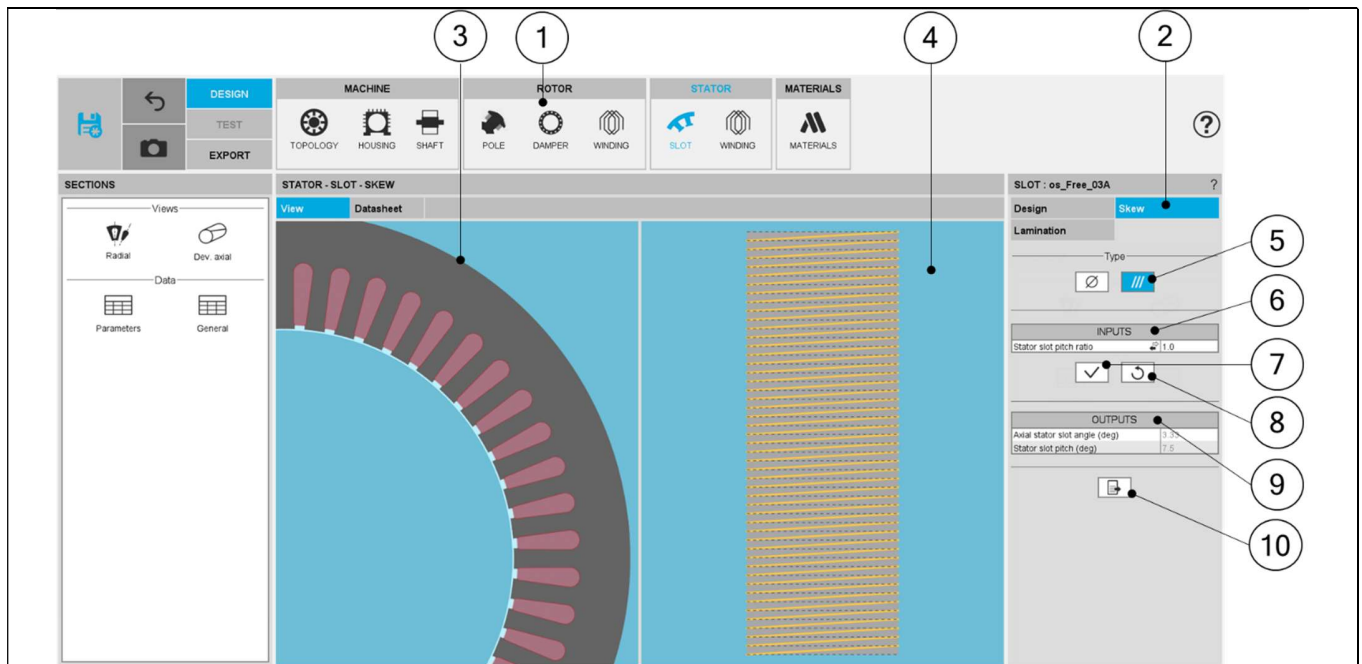 3
1
4
2
DESIGN
TEST
EXPORT
MACHINE
TOPOLOGY
HOUSING
SHAFT
ROTOR
POLE
DAMPER
WINDING
STATOR
SLOT
WINDING
MATERIALS
MATERIALS
?
SECTIONS
Views
Radial
Dev. axial
Data
Parameters
General
STATOR - SLOT - SKEW
View
Datasheet
SLOT : os_Free_03A
?
Design
Skew
Lamination
Type
INPUTS
Stator slot pitch ratio
1.0
OUTPUTS
Axial stator slot angle (deg)
3.33
Stator slot pitch (deg)
7.5
5
6
7
8
9
10